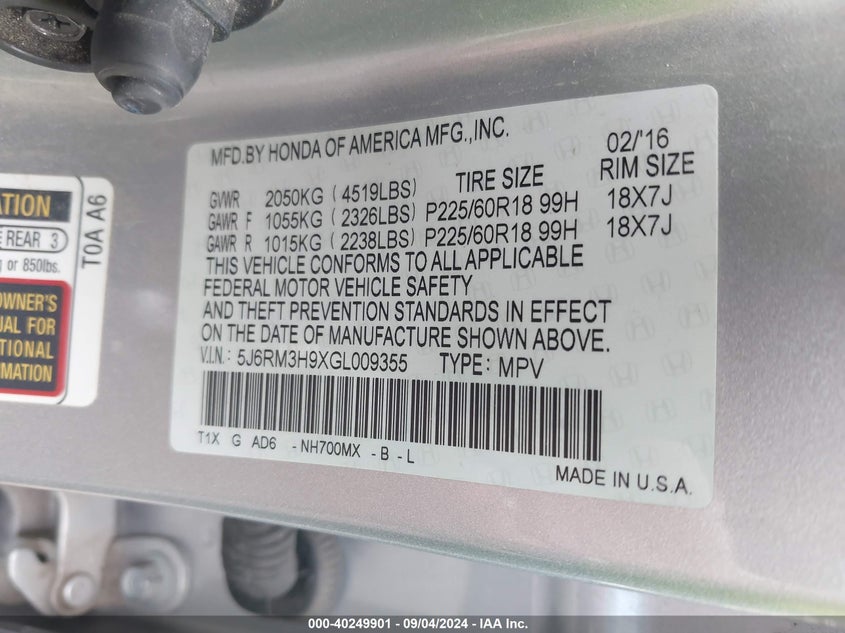 MFD.BY HONDA OF AMERICA MFG.,INC. 02/'16
TIRE SIZE RIM SIZE
GVWR 2050KG (4519LBS)
GAWR F 1055KG (2326LBS) P225/60R18 99H 18X7J
GAWR R 1015KG (2238LBS) P225/60R18 99H 18X7J
THIS VEHICLE CONFORMS TO ALL APPLICABLE
FEDERAL MOTOR VEHICLE SAFETY
AND THEFT PREVENTION STANDARDS IN EFFECT
ON THE DATE OF MANUFACTURE SHOWN ABOVE.
V.I.N.: 5J6RM3H9XGL009355 TYPE: MPV
T1X G AD6 -NH700MX -B -L
MADE IN U.S.A.
REAR 3
or 850lbs.
OWNER'S
FOR
T0A A6
000-40249901 - 09/04/2024 - IAA Inc.